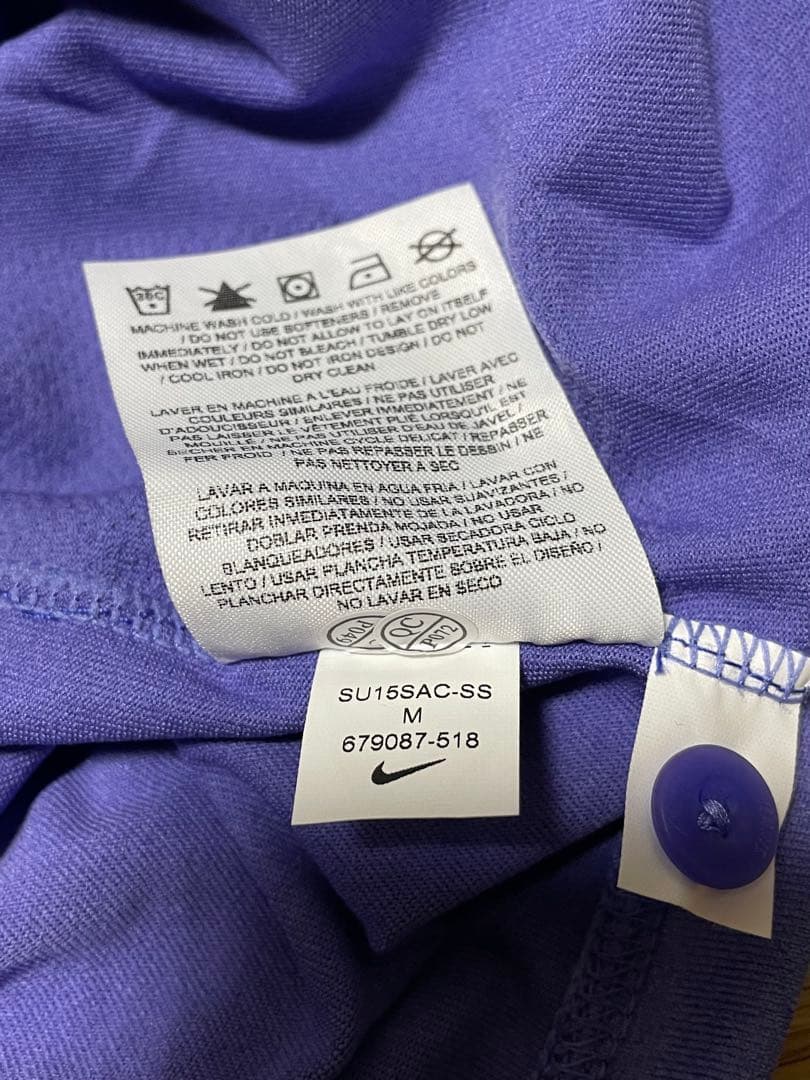 30C
MACHINE WASH COLD / WASH WITH LIKE COLORS
/ DO NOT USE SOFTENERS / REMOVE
IMMEDIATELY / DO NOT ALLOW TO LAY ON ITSELF
WHEN WET / DO NOT BLEACH / TUMBLE DRY LOW
/ COOL IRON / DO NOT IRON DESIGN / DO NOT
DRY CLEAN
LAVER EN MACHINE A L'EAU FROIDE / LAVER AVEC
COULEURS SIMILAIRES / NE PAS UTILISER
D'ADOUCISSEUR / ENLEVER IMMEDIATEMENT / NE
PAS LAISSER LE VÊTEMENT PLIE LORSQU'IL EST
MOUILLÉ / NE PAS UTILISER D'EAU DE JAVEL /
SECHER EN MACHINE CYCLE DELICAT / REPASSER
FER FROID / NE PAS REPASSER LE DESSIN / NE
PAS NETTOYER A SEC
LAVAR A MAQUINA EN AGUA FRIA / LAVAR CON
COLORES SIMILARES / NO USAR SUAVIZANTES /
RETIRAR INMEDIATAMENTE DE LA LAVADORA / NO
DOBLAR PRENDA MOJADA / NO USAR
BLANQUEADORES / USAR SECADORA CICLO
LENTO / USAR PLANCHA TEMPERATURA BAJA / NO
PLANCHAR DIRECTAMENTE SOBRE EL DISEÑO /
NO LAVAR EN SECO
P049
QC
P072
SU15SAC-SS
M
679087-518